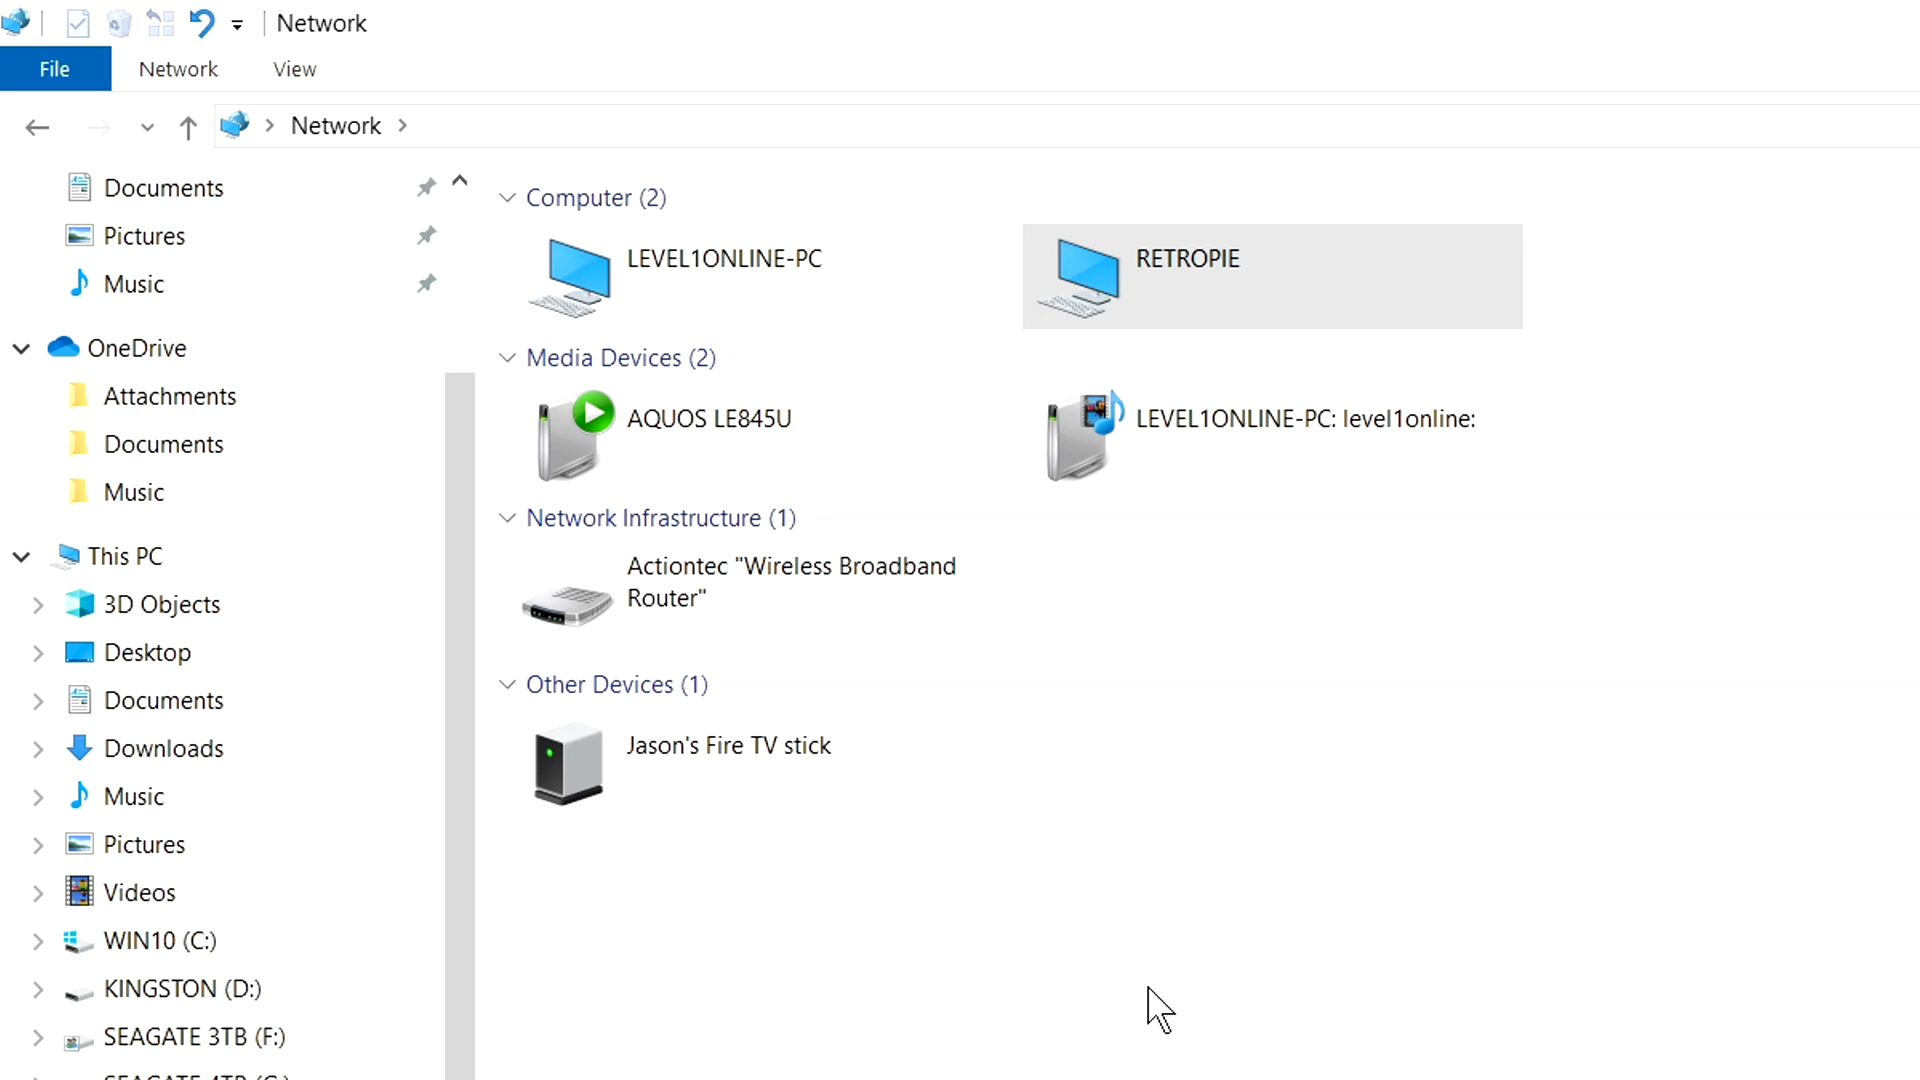 Network
File
Network
View
Network
Documents
Pictures
Music
OneDrive
Attachments
Documents
Music
This PC
3D Objects
Desktop
Documents
Downloads
Music
Pictures
Videos
WIN10 (C:)
KINGSTON (D:)
SEAGATE 3TB (F:)
Computer (2)
LEVEL1ONLINE-PC
RETROPIE
Media Devices (2)
AQUOS LE845U
LEVEL1ONLINE-PC: level1online:
Network Infrastructure (1)
Actiontec "Wireless Broadband
Router"
Other Devices (1)
Jason's Fire TV stick